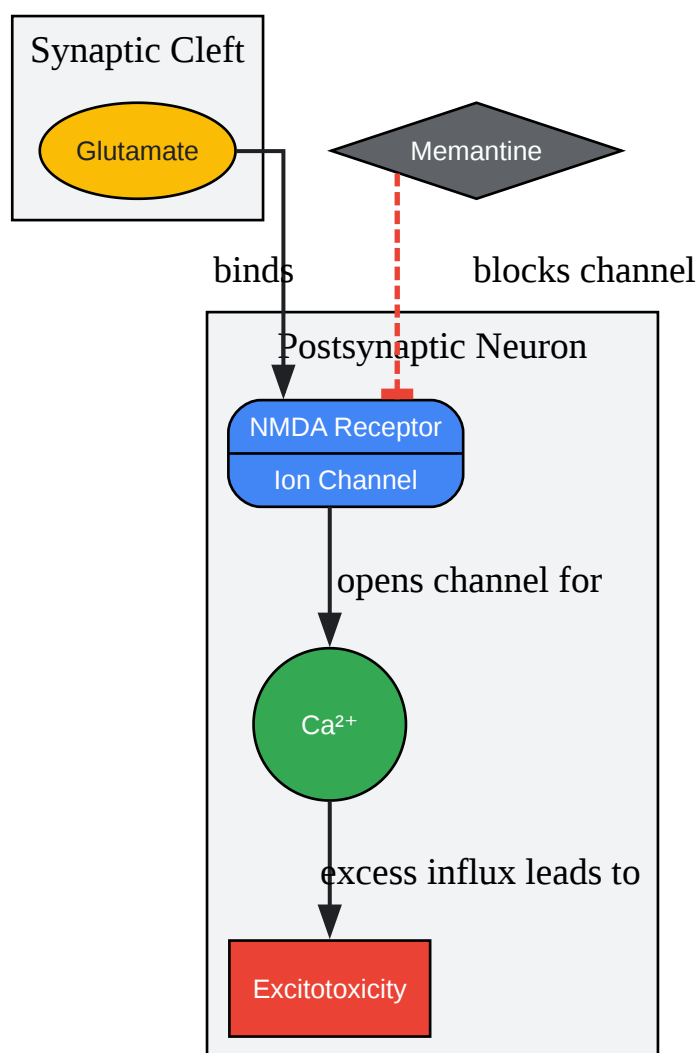 Synaptic Cleft
Glutamate
Memantine
binds
blocks channel
Postsynaptic Neuron
NMDA Receptor
Ion Channel
opens channel for
Ca²⁺
excess influx leads to
Excitotoxicity